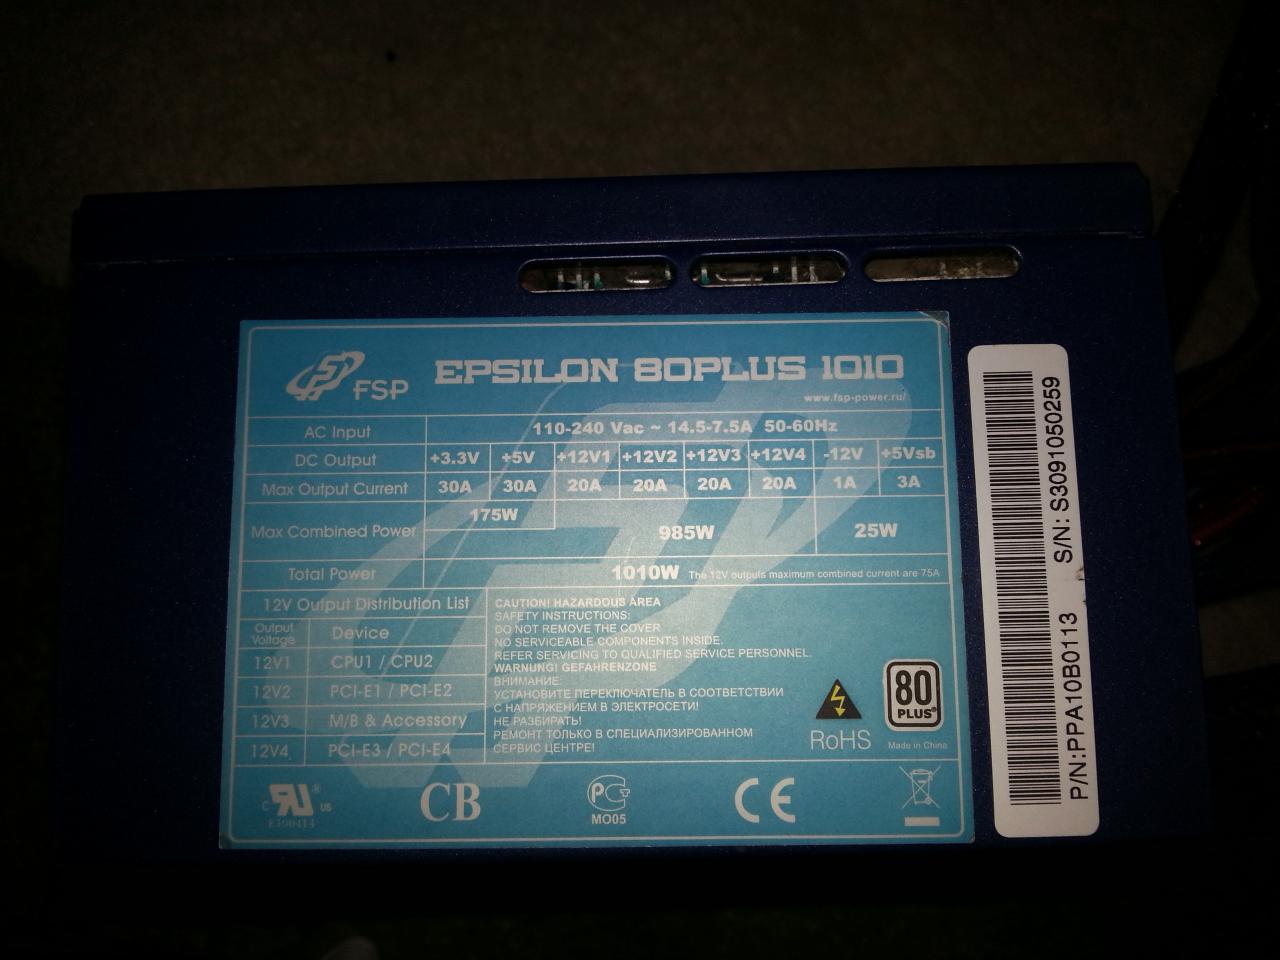 FSP
EPSILON 80PLUS 1010
www.fsp-power.ru/
AC Input 110-240 Vac ~ 14.5-7.5A 50-60Hz
DC Output +3.3V +5V +12V1 +12V2 +12V3 +12V4 -12V +5Vsb
Max Output Current 30A 30A 20A 20A 20A 20A 1A 3A
Max Combined Power 175W 985W 25W
Total Power 1010W The 12V outputs maximum combined current are 75A
12V Output Distribution List
Output Voltage Device
12V1 CPU1 / CPU2
12V2 PCI-E1 / PCI-E2
12V3 M/B & Accessory
12V4 PCI-E3 / PCI-E4
CAUTION! HAZARDOUS AREA
SAFETY INSTRUCTIONS:
DO NOT REMOVE THE COVER
NO SERVICEABLE COMPONENTS INSIDE.
REFER SERVICING TO QUALIFIED SERVICE PERSONNEL.
WARNUNG! GEFAHRENZONE
ВНИМАНИЕ:
УСТАНОВИТЕ ПЕРЕКЛЮЧАТЕЛЬ В СООТВЕТСТВИИ
С НАПРЯЖЕНИЕМ В ЭЛЕКТРОСЕТИ!
НЕ РАЗБИРАТЬ!
РЕМОНТ ТОЛЬКО В СПЕЦИАЛИЗИРОВАННОМ
СЕРВИС ЦЕНТРЕ!
RoHS
80
PLUS®
Made in China
c RU ® US
E190414
CB
РСТ
МО05
CE
P/N:PPA10B0113 S/N: S3091050259